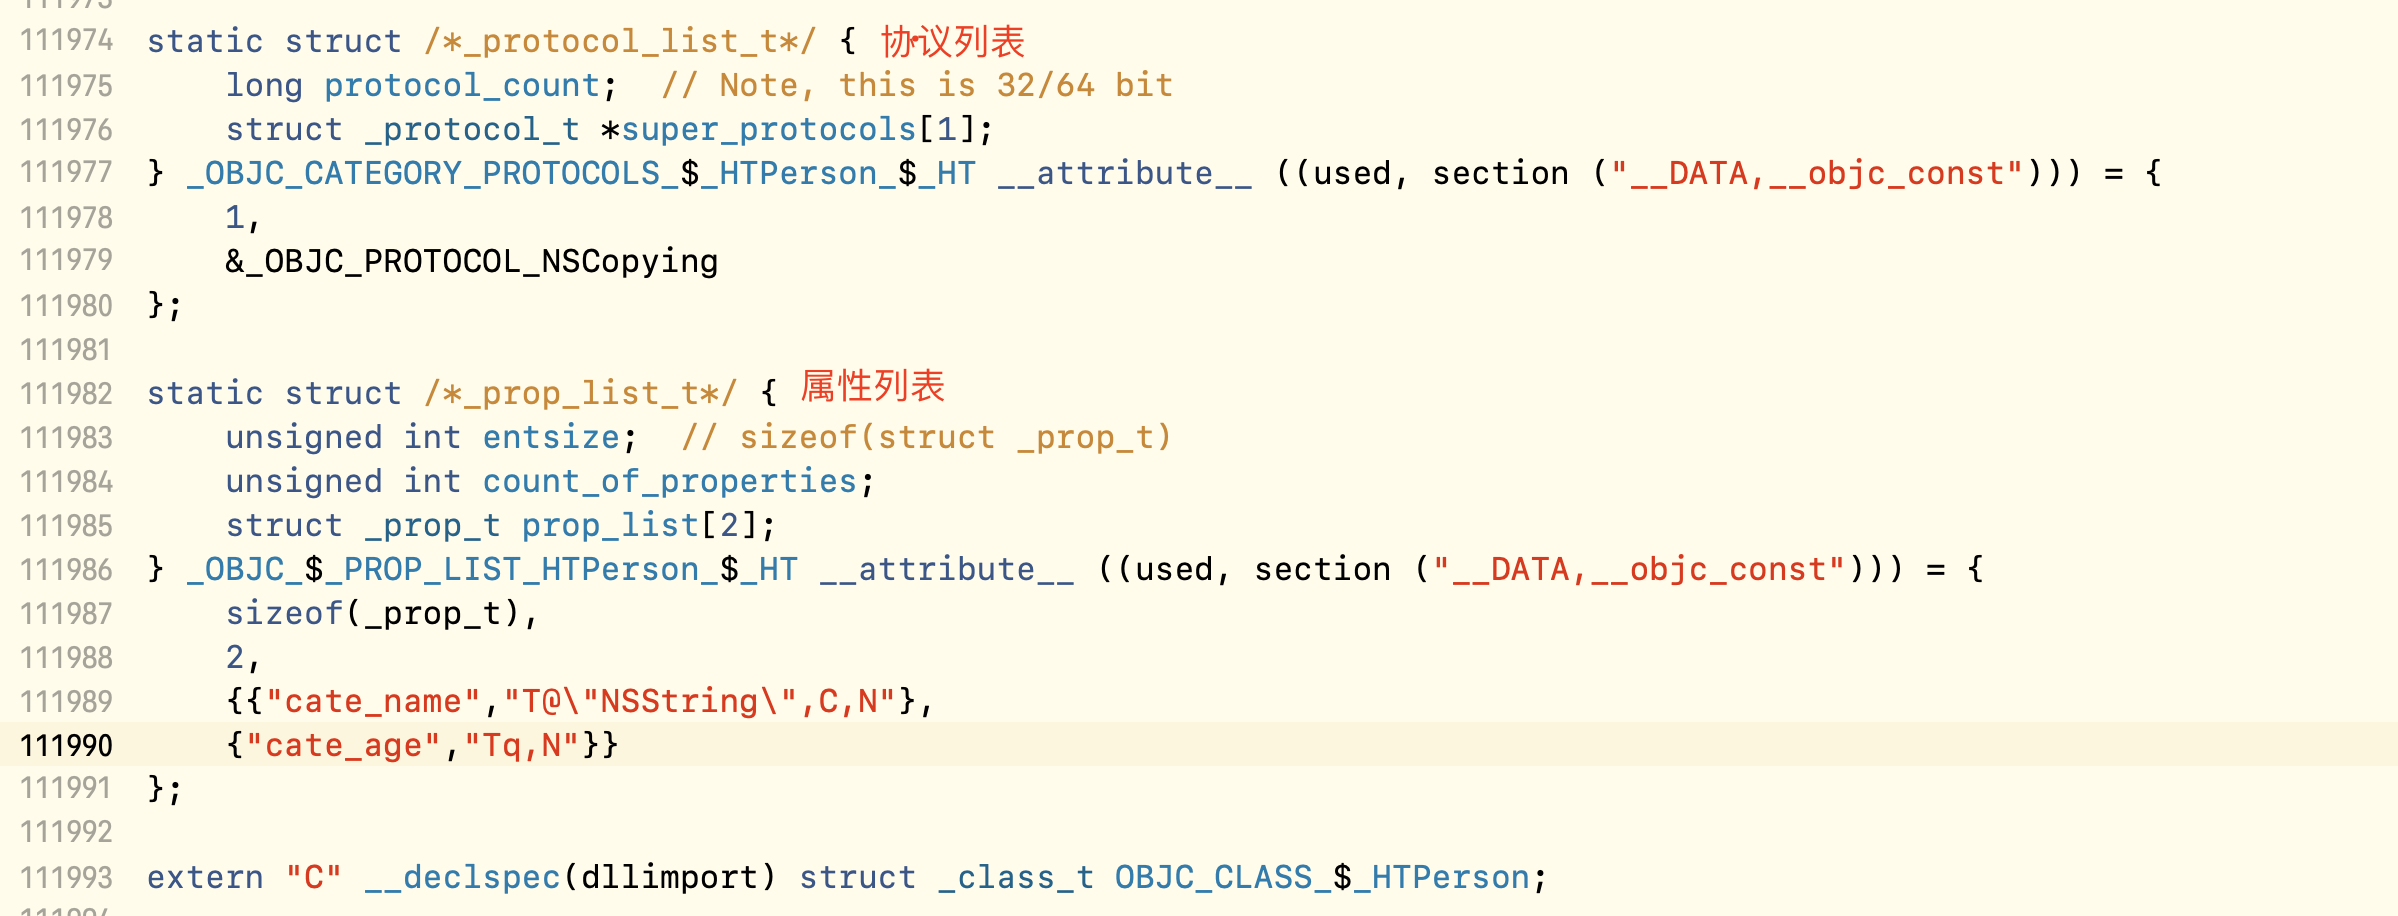 111974 static struct /*_protocol_list_t*/ { 协议列表
111975     long protocol_count;  // Note, this is 32/64 bit
111976     struct _protocol_t *super_protocols[1];
111977 } _OBJC_CATEGORY_PROTOCOLS_$_HTPerson_$_HT __attribute__ ((used, section ("__DATA,__objc_const"))) = {
111978     1,
111979     &_OBJC_PROTOCOL_NSCopying
111980 };
111981
111982 static struct /*_prop_list_t*/ { 属性列表
111983     unsigned int entsize;  // sizeof(struct _prop_t)
111984     unsigned int count_of_properties;
111985     struct _prop_t prop_list[2];
111986 } _OBJC_$_PROP_LIST_HTPerson_$_HT __attribute__ ((used, section ("__DATA,__objc_const"))) = {
111987     sizeof(_prop_t),
111988     2,
111989     {{"cate_name","T@\"NSString\",C,N"},
111990     {"cate_age","Tq,N"}}
111991 };
111992
111993 extern "C" __declspec(dllimport) struct _class_t OBJC_CLASS_$_HTPerson;